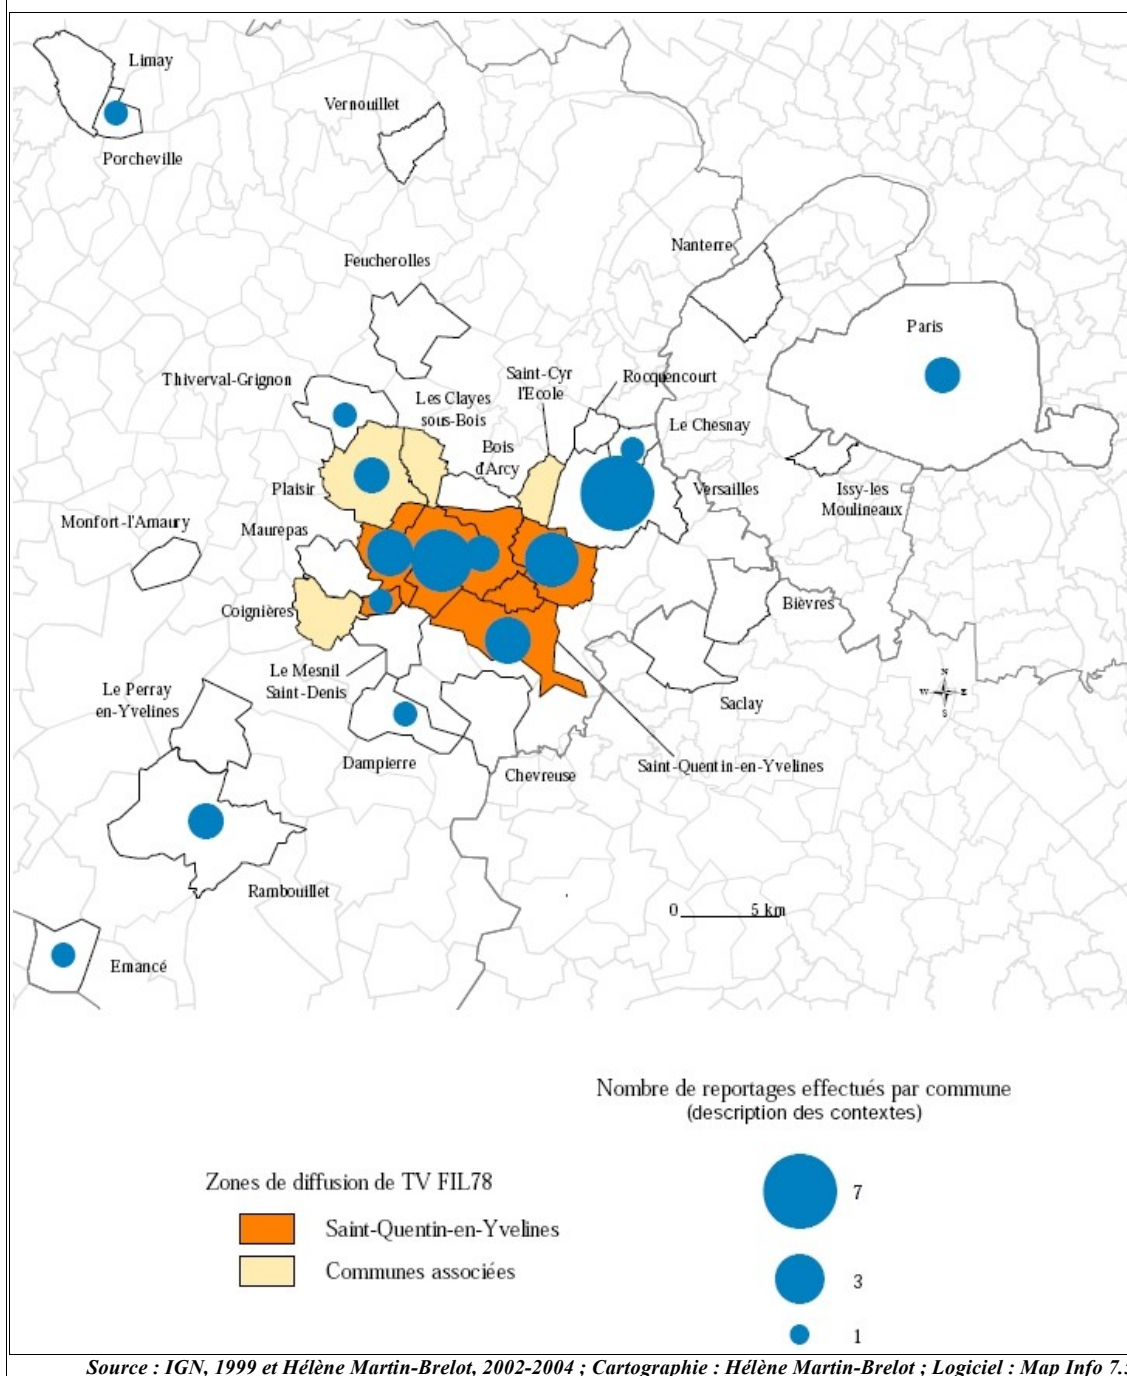 Limay
Vernouillet
Porcheville
Nanterre
Feucherolles
Paris
Thiverval-Grignon
Saint-Cyr
l'Ecole
Rocquencourt
Les Clayes
sous-Bois
Le Chesnay
Bois
d'Arcy
Plaisir
Versailles
Issy-les
Moulineaux
Monfort-l'Amaury
Maurepas
Coignières
Bièvres
Le Mesnil
Saint-Denis
Le Perray
en-Yvelines
Saclay
N
W E
S
Dampierre
Chevreuse
Saint-Quentin-en-Yvelines
Rambouillet
0 5 km
Emancé
Nombre de reportages effectués par commune
(description des contextes)
Zones de diffusion de TV FIL78
Saint-Quentin-en-Yvelines
Communes associées
7
3
1
Source : IGN, 1999 et Hélène Martin-Brelot, 2002-2004 ; Cartographie : Hélène Martin-Brelot ; Logiciel : Map Info 7.5